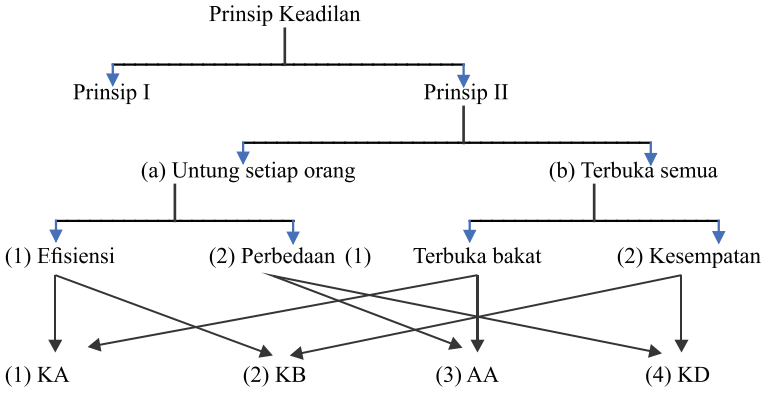 Prinsip Keadilan
Prinsip I Prinsip II
(a) Untung setiap orang (b) Terbuka semua
(1) Efisiensi (2) Perbedaan (1) Terbuka bakat (2) Kesempatan
(1) KA (2) KB (3) AA (4) KD